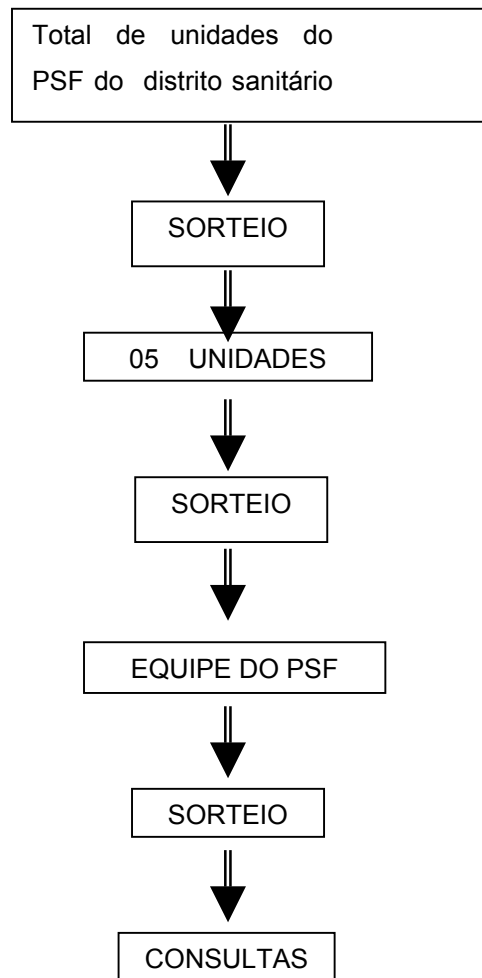 Total de unidades do
PSF do distrito sanitário
SORTEIO
05 UNIDADES
SORTEIO
EQUIPE DO PSF
SORTEIO
CONSULTAS